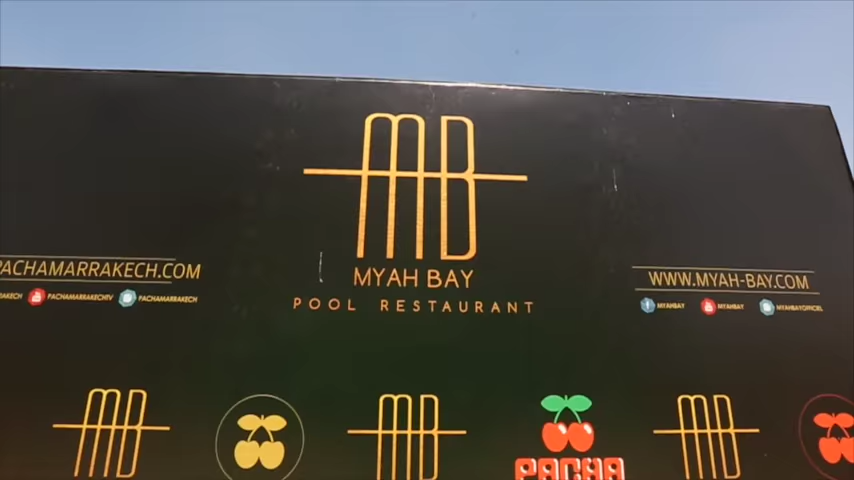 MB
MYAH BAY
POOL RESTAURANT
PACHAMARRAKECH.COM
PACHAMARRAKECHTV PACHAMARRAKECH
WWW.MYAH-BAY.COM
MYAHBAY MYAHBAY MYAHBAYOFFICIEL
MB MB PACHA MB